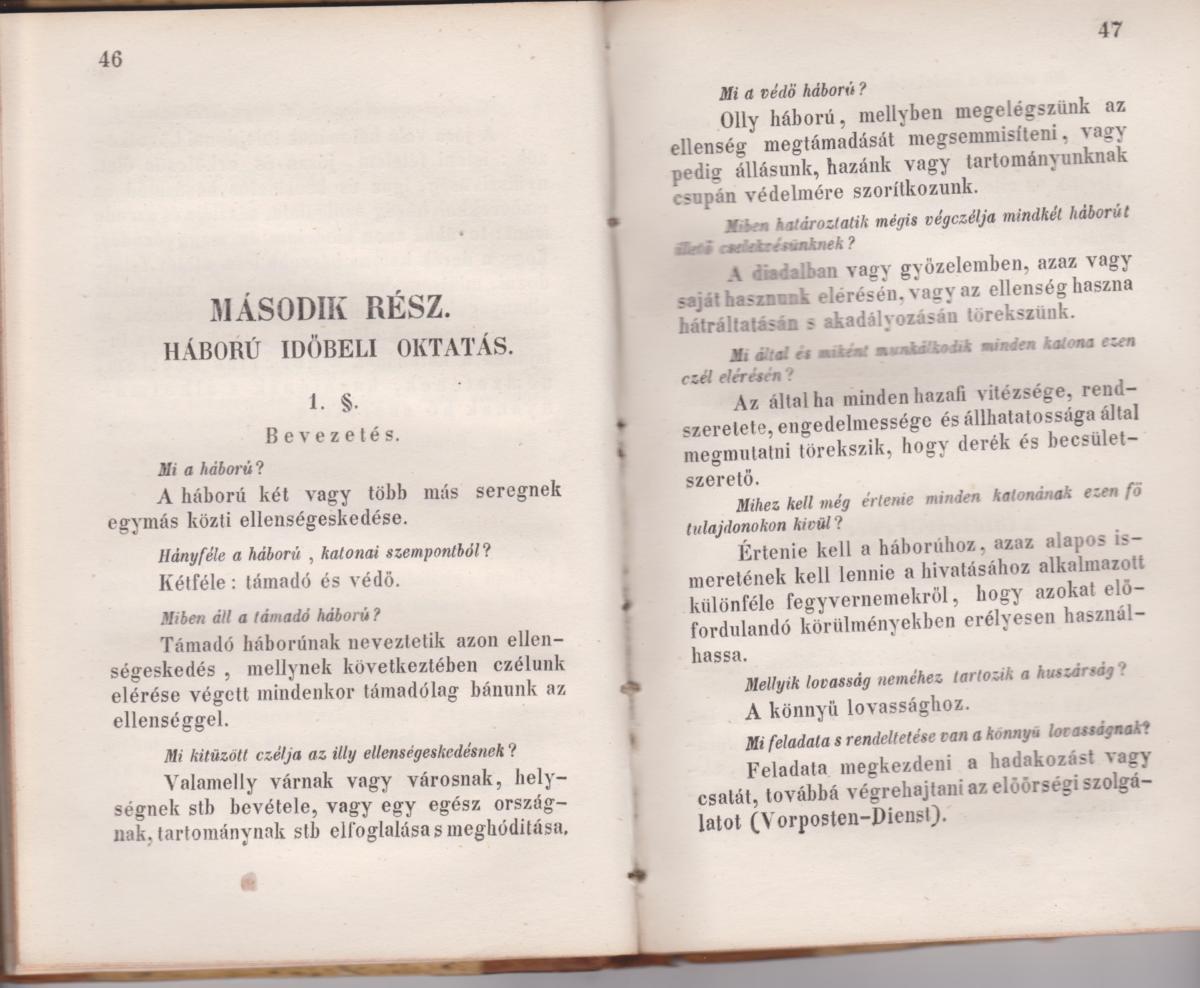 46
MÁSODIK RÉSZ.
HÁBORÚ IDŐBELI OKTATÁS.
1. §.
Bevezetés.
Mi a háború?
A háború két vagy több más seregnek
egymás közti ellenségeskedése.
Hányféle a háború , katonai szempontból?
Kétféle : támadó és védő.
Miben áll a támadó háború?
Támadó háborúnak neveztetik azon ellen-
ségeskedés , mellynek következtében czélunk
elérése végett mindenkor támadólag bánunk az
ellenséggel.
Mi kitüzött czélja az illy ellenségeskedésnek?
Valamelly várnak vagy városnak, hely-
ségnek stb bevétele, vagy egy egész ország-
nak, tartománynak stb elfoglalása s meghóditása.
47
Mi a védő háború?
Olly háború, mellyben megelégszünk az
ellenség megtámadását megsemmisíteni, vagy
pedig állásunk, hazánk vagy tartományunknak
csupán védelmére szorítkozunk.
Miben határoztatik mégis végczélja mindkét háborút
illető cselekvésünknek?
A diadalban vagy győzelemben, azaz vagy
saját hasznunk elérésén, vagy az ellenség haszna
hátráltatásán s akadályozásán törekszünk.
Mi által és miként munkálkodik minden katona ezen
czél elérésén?
Az által ha minden hazafi vitézsége, rend-
szeretete, engedelmessége és állhatatossága által
megmutatni törekszik, hogy derék és becsület-
szerető.
Mihez kell még értenie minden katonának ezen fő
tulajdonokon kivül?
Értenie kell a háborúhoz, azaz alapos is-
meretének kell lennie a hivatásához alkalmazott
különféle fegyvernemekről, hogy azokat elő-
fordulandó körülményekben erélyesen használ-
hassa.
Mellyik lovasság neméhez tartozik a huszárság?
A könnyű lovassághoz.
Mi feladata s rendeltetése van a könnyű lovasságnak?
Feladata megkezdeni a hadakozást vagy
csatát, továbbá végrehajtani az előőrségi szolgá-
latot (Vorposten-Dienst).